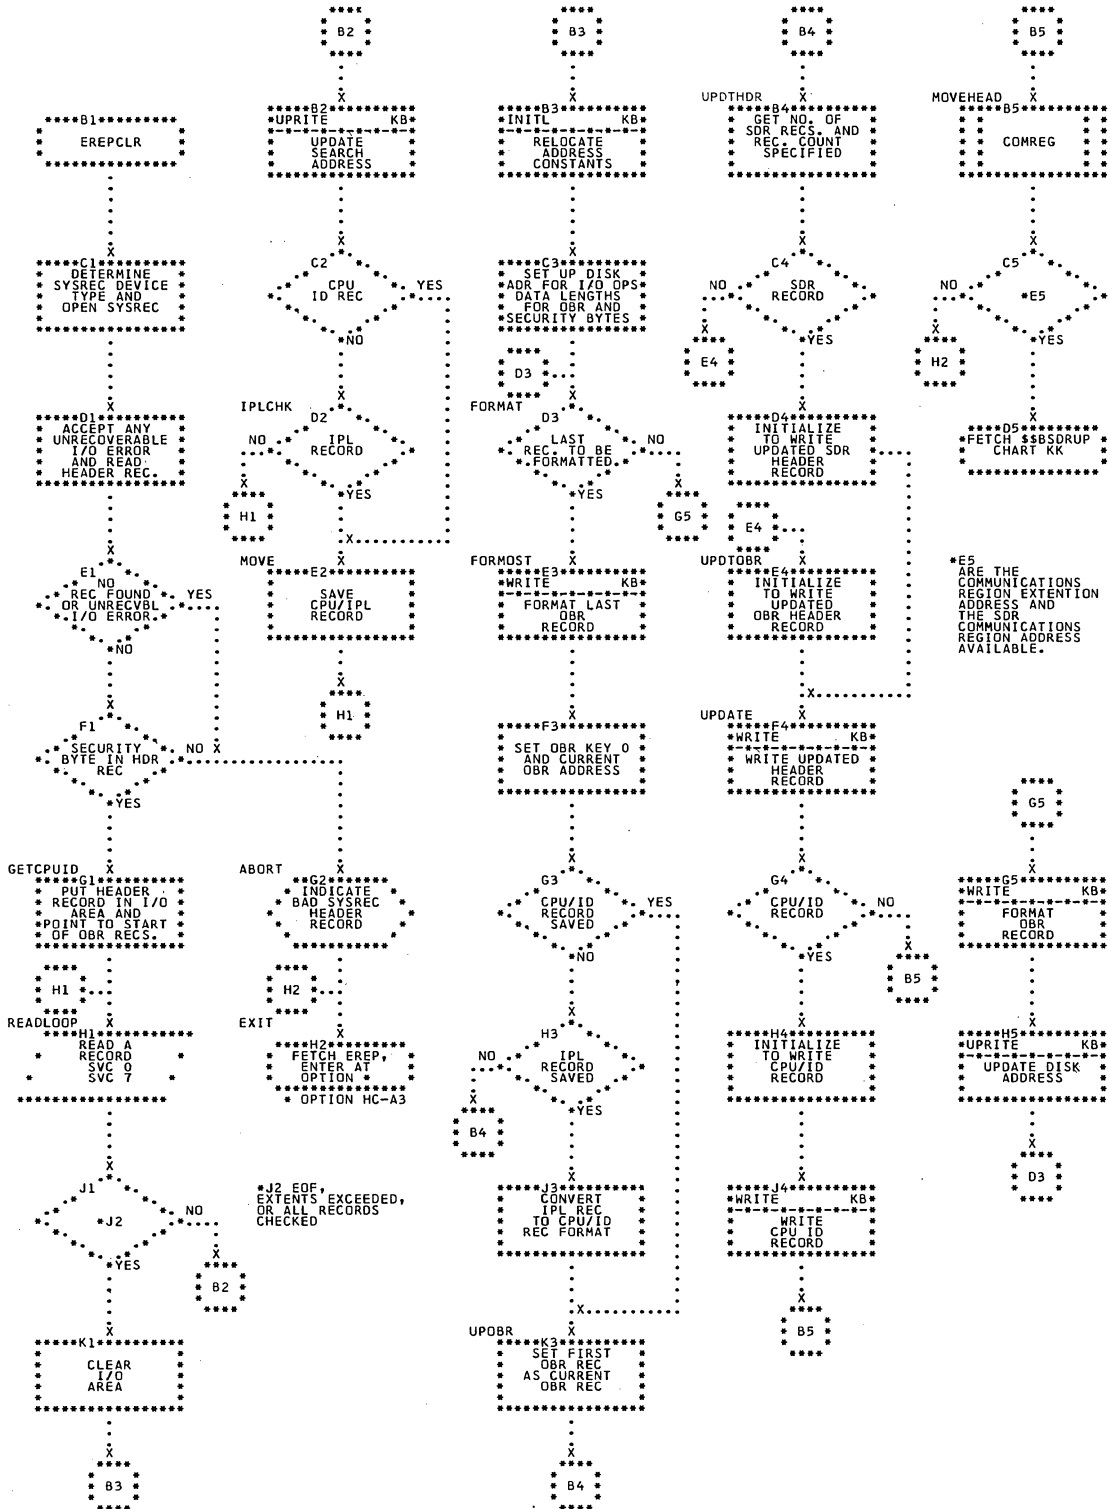 B1
EREPCLR
C1
DETERMINE
SYSREC DEVICE
TYPE AND
OPEN SYSREC
D1
ACCEPT ANY
UNRECOVERABLE
I/O ERROR
AND READ
HEADER REC.
E1
NO
REC FOUND
OR UNRECVBL
I/O ERROR
YES
NO
F1
SECURITY
BYTE IN HDR
REC
NO
YES
GETCPUID
G1
PUT HEADER
RECORD IN I/O
AREA AND
POINT TO START
OF OBR RECS.
H1
READLOOP
H1
READ A
RECORD
SVC 0
SVC 7
J1
*J2
NO
YES
B2
K1
CLEAR
I/O
AREA
B3
B2
B2
UPRITE KB
UPDATE
SEARCH
ADDRESS
C2
CPU
ID REC
YES
NO
IPLCHK
D2
IPL
RECORD
NO
YES
H1
MOVE
E2
SAVE
CPU/IPL
RECORD
H1
ABORT
G2
INDICATE
BAD SYSREC
HEADER
RECORD
H2
EXIT
H2
FETCH EREP,
ENTER AT
OPTION *
* OPTION HC-A3
*J2 EOF,
EXTENTS EXCEEDED,
OR ALL RECORDS
CHECKED
B3
B3
INITL KB
RELOCATE
ADDRESS
CONSTANTS
C3
SET UP DISK
ADR FOR I/O OPS
DATA LENGTHS
FOR OBR AND
SECURITY BYTES
D3
FORMAT
D3
LAST
REC. TO BE
FORMATTED
NO
YES
G5
FORMOST
E3
WRITE KB
FORMAT LAST
OBR
RECORD
F3
SET OBR KEY 0
AND CURRENT
OBR ADDRESS
G3
CPU/ID
RECORD
SAVED
YES
NO
H3
IPL
RECORD
SAVED
NO
YES
B4
J3
CONVERT
IPL REC
TO CPU/ID
REC FORMAT
UPOBR
K3
SET FIRST
OBR REC
AS CURRENT
OBR REC
B4
B4
UPDTHDR
B4
GET NO. OF
SDR RECS. AND
REC. COUNT
SPECIFIED
C4
SDR
RECORD
NO
YES
E4
D4
INITIALIZE
TO WRITE
UPDATED SDR
HEADER
RECORD
E4
UPDTOBR
E4
INITIALIZE
TO WRITE
UPDATED
OBR HEADER
RECORD
UPDATE
F4
WRITE KB
WRITE UPDATED
HEADER
RECORD
G4
CPU/ID
RECORD
NO
YES
B5
H4
INITIALIZE
TO WRITE
CPU/ID
RECORD
J4
WRITE KB
WRITE
CPU ID
RECORD
B5
B5
MOVEHEAD
B5
COMREG
C5
*E5
NO
YES
H2
D5
FETCH $$BSDRUP
CHART KK
*E5
ARE THE
COMMUNICATIONS
REGION EXTENTION
ADDRESS AND
THE SDR
COMMUNICATIONS
REGION ADDRESS
AVAILABLE.
G5
G5
WRITE KB
FORMAT
OBR
RECORD
H5
UPRITE KB
UPDATE DISK
ADDRESS
D3